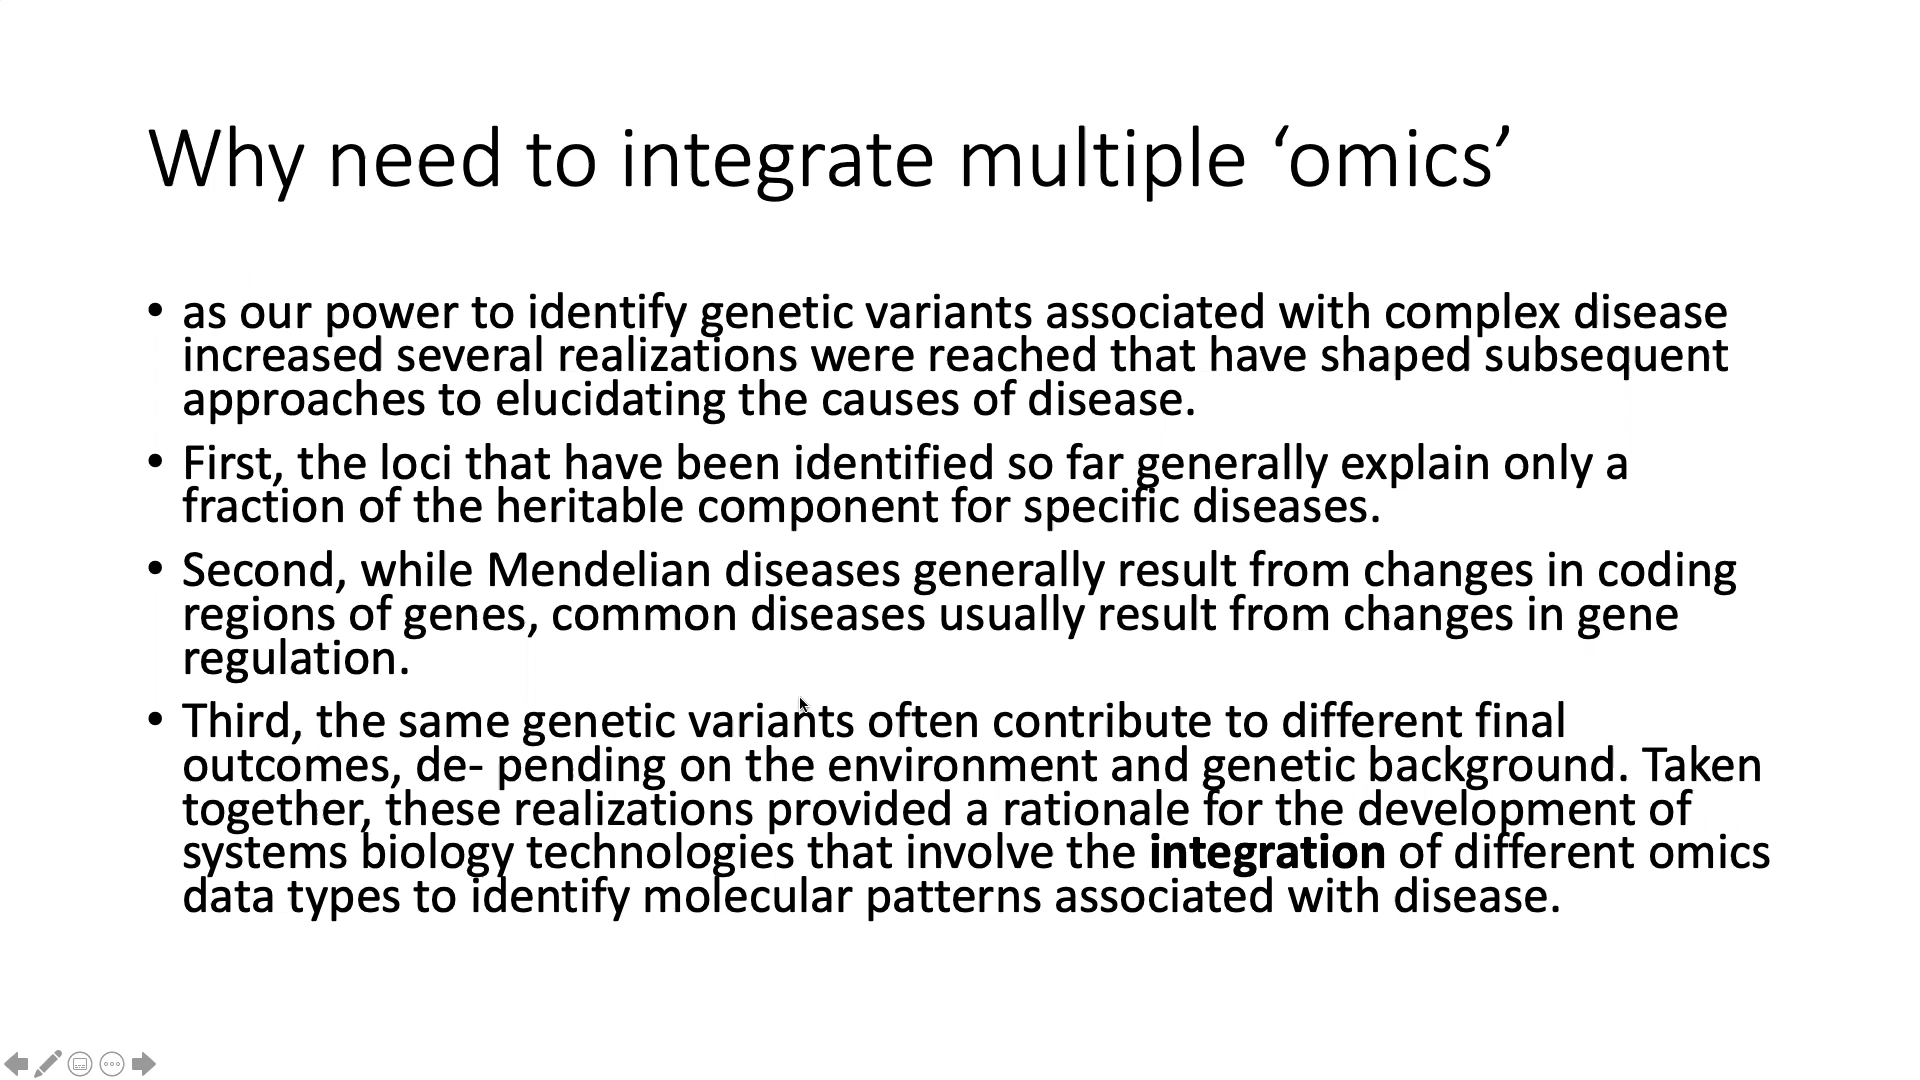 Why need to integrate multiple ‘omics’
• as our power to identify genetic variants associated with complex disease
increased several realizations were reached that have shaped subsequent
approaches to elucidating the causes of disease.
• First, the loci that have been identified so far generally explain only a
fraction of the heritable component for specific diseases.
• Second, while Mendelian diseases generally result from changes in coding
regions of genes, common diseases usually result from changes in gene
regulation.
• Third, the same genetic variants often contribute to different final
outcomes, de- pending on the environment and genetic background. Taken
together, these realizations provided a rationale for the development of
systems biology technologies that involve the integration of different omics
data types to identify molecular patterns associated with disease.